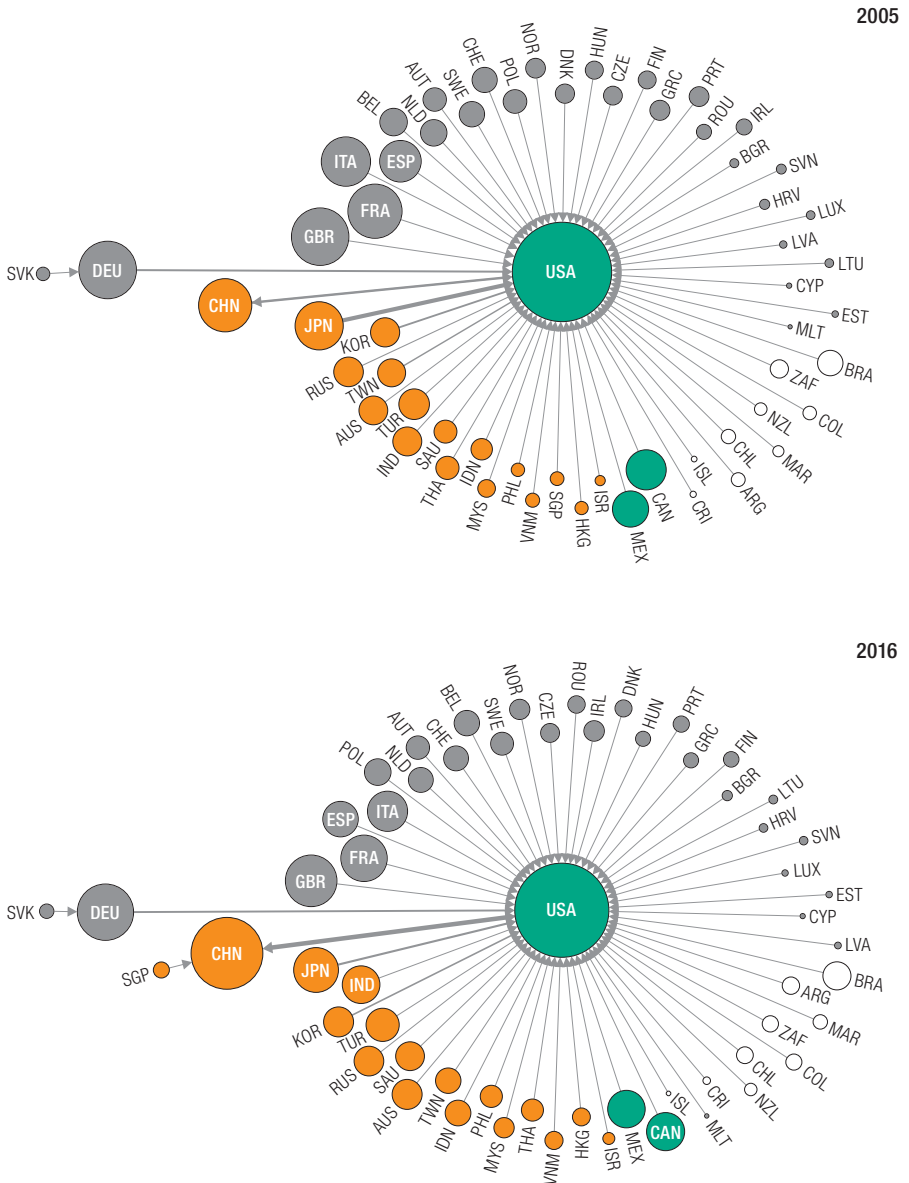 2005
HUN
NOR
DNK
CHE
FIN
CZE
POL
PRT
AUT
SWE
GRC
BEL
NLD
ROU
IRL
ITA
ESP
BGR
SVN
FRA
HRV
LUX
GBR
LVA
SVK
DEU
USA
LTU
CYP
CHN
EST
JPN
MLT
KOR
BRA
RUS
TWN
ZAF
AUS
TUR
COL
NZL
IND
SAU
CHL
MAR
THA
IDN
ISL
MYS
PHL
CAN
ARG
VNM
SGP
ISR
CRI
HKG
MEX
2016
ROU
DNK
NOR
IRL
BEL
CZE
PRT
SWE
HUN
AUT
CHE
GRC
FIN
POL
NLD
BGR
LTU
ESP
ITA
HRV
SVN
FRA
GBR
LUX
EST
SVK
DEU
USA
CYP
LVA
CHN
SGP
JPN
IND
BRA
ARG
KOR
TUR
MAR
ZAF
RUS
SAU
COL
CHL
AUS
TWN
NZL
IDN
PHL
CRI
ISL
MYS
THA
HKG
MEX
CAN
MLT
VNM
ISR